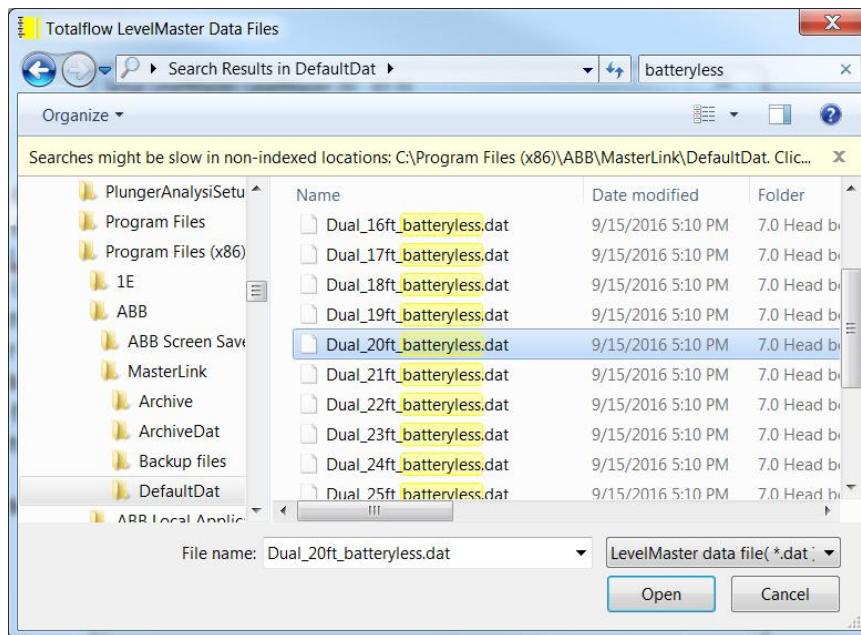 Totalflow LevelMaster Data Files
Search Results in DefaultDat
batteryless
Organize
Searches might be slow in non-indexed locations: C:\Program Files (x86)\ABB\MasterLink\DefaultDat. Clic...
PlungerAnalysiSetu
Program Files
Program Files (x86)
1E
ABB
ABB Screen Save
MasterLink
Archive
ArchiveDat
Backup files
DefaultDat
ABB Local Applic
Name Date modified Folder
Dual_16ft_batteryless.dat 9/15/2016 5:10 PM 7.0 Head
Dual_17ft_batteryless.dat 9/15/2016 5:10 PM 7.0 Head
Dual_18ft_batteryless.dat 9/15/2016 5:10 PM 7.0 Head
Dual_19ft_batteryless.dat 9/15/2016 5:10 PM 7.0 Head
Dual_20ft_batteryless.dat 9/15/2016 5:10 PM 7.0 Head
Dual_21ft_batteryless.dat 9/15/2016 5:10 PM 7.0 Head
Dual_22ft_batteryless.dat 9/15/2016 5:10 PM 7.0 Head
Dual_23ft_batteryless.dat 9/15/2016 5:10 PM 7.0 Head
Dual_24ft_batteryless.dat 9/15/2016 5:10 PM 7.0 Head
Dual_25ft_batteryless.dat 9/15/2016 5:10 PM 7.0 Head
File name: Dual_20ft_batteryless.dat LevelMaster data file( *.dat )
Open Cancel